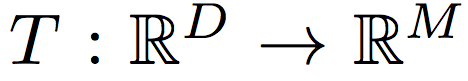 T : ℝ^D → ℝ^M